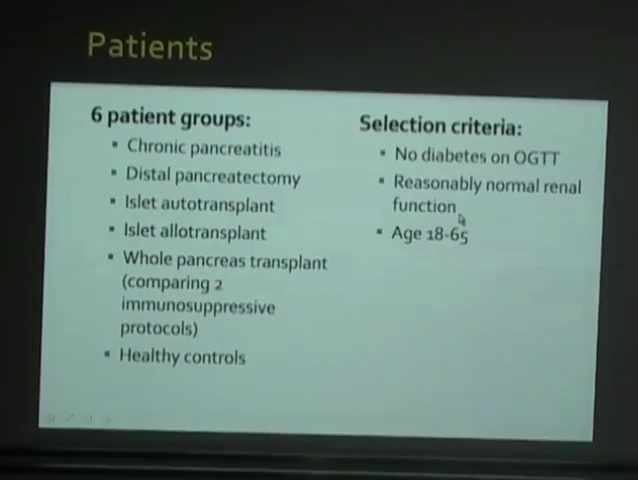 Patients
6 patient groups:
Chronic pancreatitis
Distal pancreatectomy
Islet autotransplant
Islet allotransplant
Whole pancreas transplant
(comparing 2
immunosuppressive
protocols)
Healthy controls
Selection criteria:
No diabetes on OGTT
Reasonably normal renal
function
Age 18-65